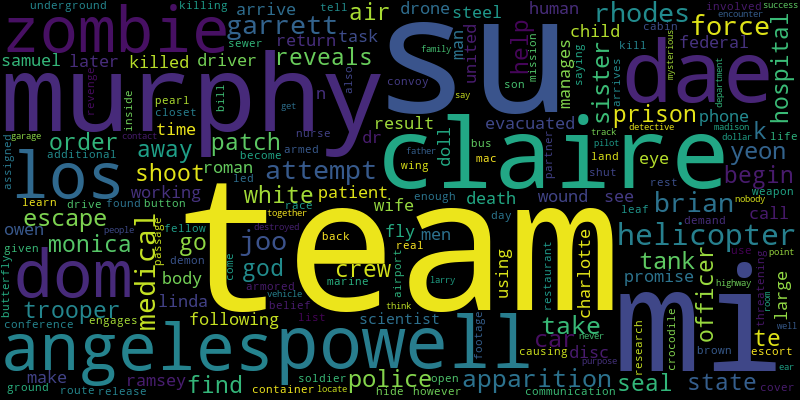 underground killing tell air drone steel human arrive success involved encounter
zombie garrett su rhodes force cabin kill
samuel later killed driver reveals return task man united help mission manages child federal mysterious
murphy claire dae sister hospital
revenge pearl bill n also family convoy say son
inside closet time patch dr result evacuated phone department
garage contact get nurse armed father wing bus mac partner track pilot madison dollar detective life
assigned order away roman become attempt doll prison k yeon eye land shut begin
los additional shoot white led race patient wife death wound see rest weapon nobody
learn drive found button working enough day leaf brian demand call
owen escape monica fellow go joo god fly men restaurant helicopter
given people passage together destroyed back real airport
dom medical demon come team crew using charlotte tank officer use point
butterfly trooper body armored vehicle marine think larry never promise highway room large threatening
conference engages linda following belief list scientist footage take car te escort well
angeles powell mi causing disc purpose research crocodile brown ear
make ramsey find police open apparition seal state cover
ground route release container locate soldier hide however communication